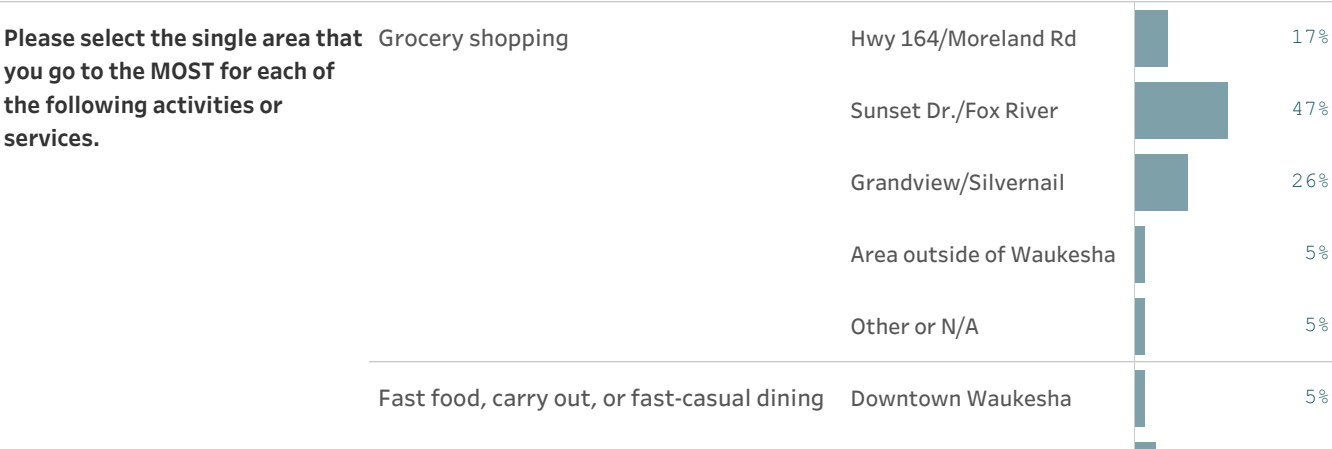 Please select the single area that
you go to the MOST for each of
the following activities or
services.
Grocery shopping
Hwy 164/Moreland Rd
17%
Sunset Dr./Fox River
47%
Grandview/Silvernail
26%
Area outside of Waukesha
5%
Other or N/A
5%
Fast food, carry out, or fast-casual dining
Downtown Waukesha
5%